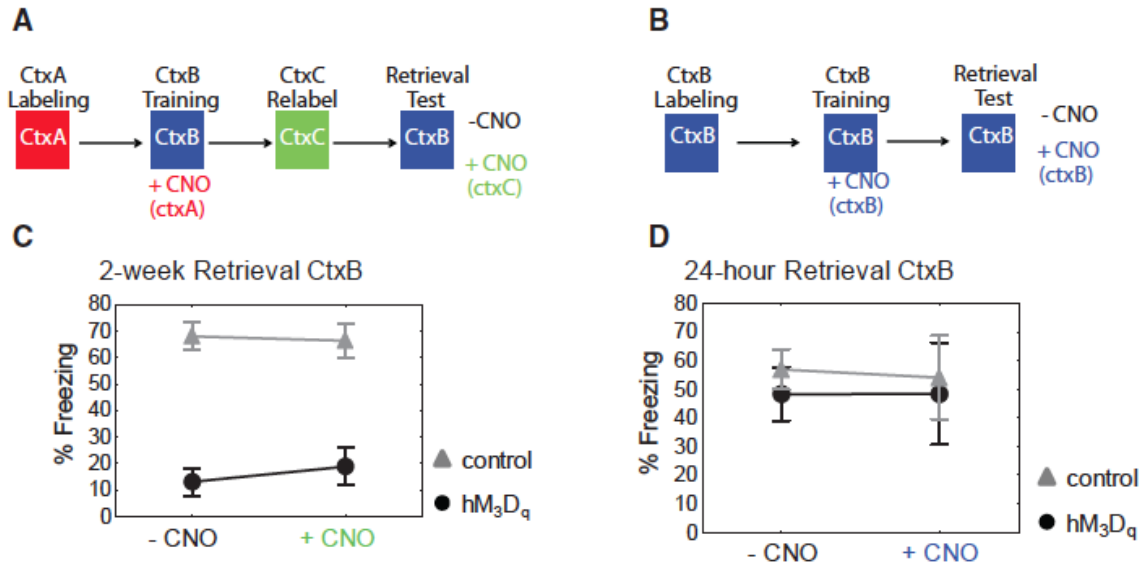 A
CtxA
Labeling
CtxB
Training
CtxC
Relabel
Retrieval
Test
CtxA
CtxB
CtxC
CtxB
-CNO
+ CNO
(ctxA)
+ CNO
(ctxC)
B
CtxB
Labeling
CtxB
Training
Retrieval
Test
CtxB
CtxB
CtxB
- CNO
+ CNO
(ctxB)
+ CNO
(ctxB)
C
2-week Retrieval CtxB
% Freezing
80
70
60
50
40
30
20
10
0
- CNO
+ CNO
control
hM₃Dq
D
24-hour Retrieval CtxB
% Freezing
80
70
60
50
40
30
20
10
0
- CNO
+ CNO
control
hM₃Dq